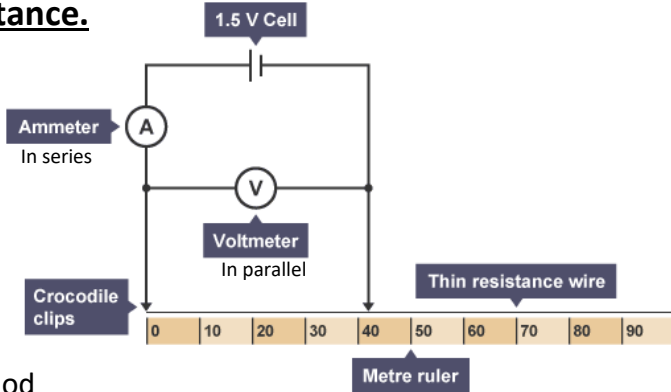 tance.
1.5 V Cell
Ammeter
A
In series
V
Voltmeter
In parallel
Thin resistance wire
Crocodile
clips
0 10 20 30 40 50 60 70 80 90
Metre ruler
od